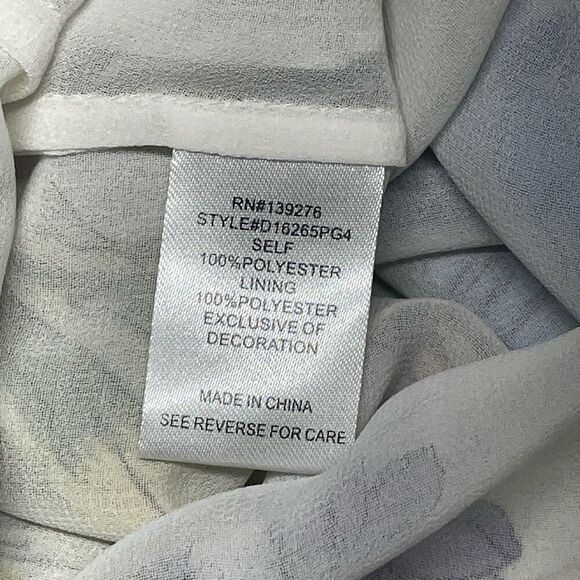 RN#139276
STYLE#D16265PG4
SELF
100%POLYESTER
LINING
100%POLYESTER
EXCLUSIVE OF
DECORATION
MADE IN CHINA
SEE REVERSE FOR CARE